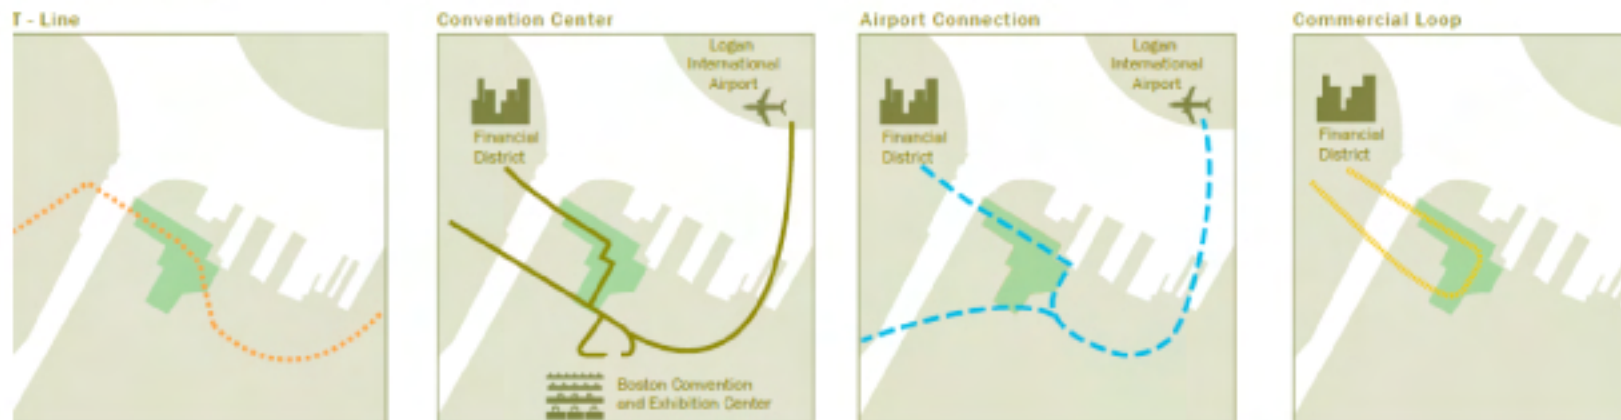 T - Line
Convention Center
Airport Connection
Commercial Loop
Logan
International
Airport
Financial
District
Boston Convention
and Exhibition Center
Logan
International
Airport
Financial
District
Financial
District